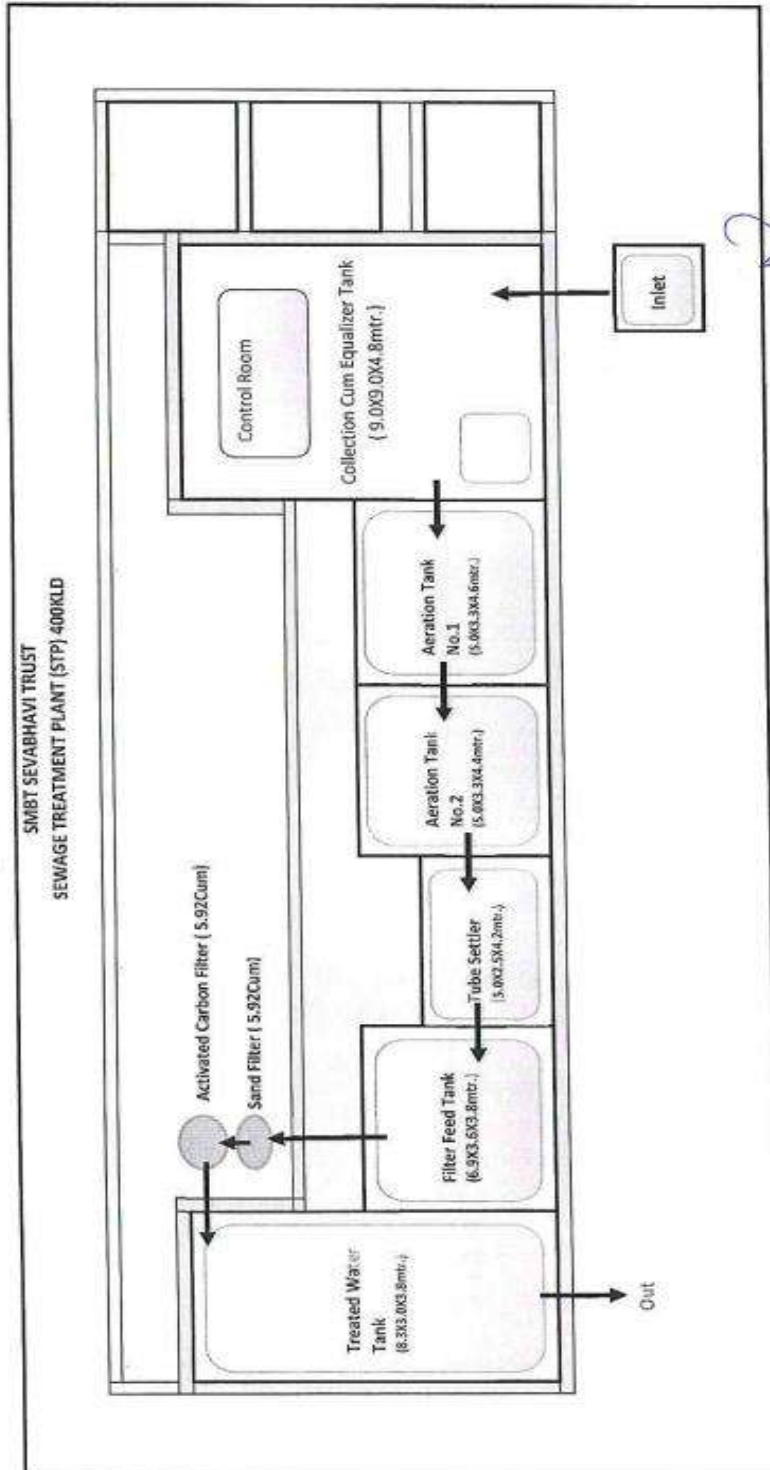 SMBT SEVABHAVI TRUST
SEWAGE TREATMENT PLANT (STP) 400KLD
Activated Carbon Filter ( 5.92Cum)
Sand Filter ( 5.92Cum)
Control Room
Collection Cum Equalizer Tank
( 9.0X9.0X4.8mtr.)
Treated Water
Tank
(8.3X3.0X3.8mtr.)
Filter Feed Tank
(6.9X3.6X3.8mtr.)
Tube Settler
(5.0X2.5X4.2mtr.)
Aeration Tank
No.2
(5.0X3.3X4.4mtr.)
Aeration Tank
No.1
(5.0X3.3X4.6mtr.)
Inlet
Out